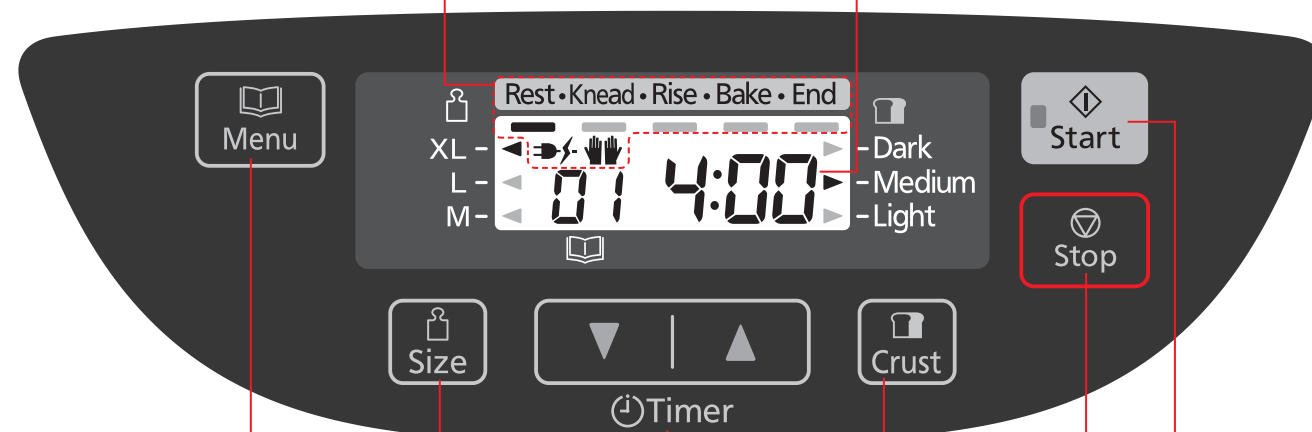 Rest • Knead • Rise • Bake • End
Menu
XL
L
M
01 4:00
Dark
Medium
Light
Start
Stop
Size
Crust
Timer